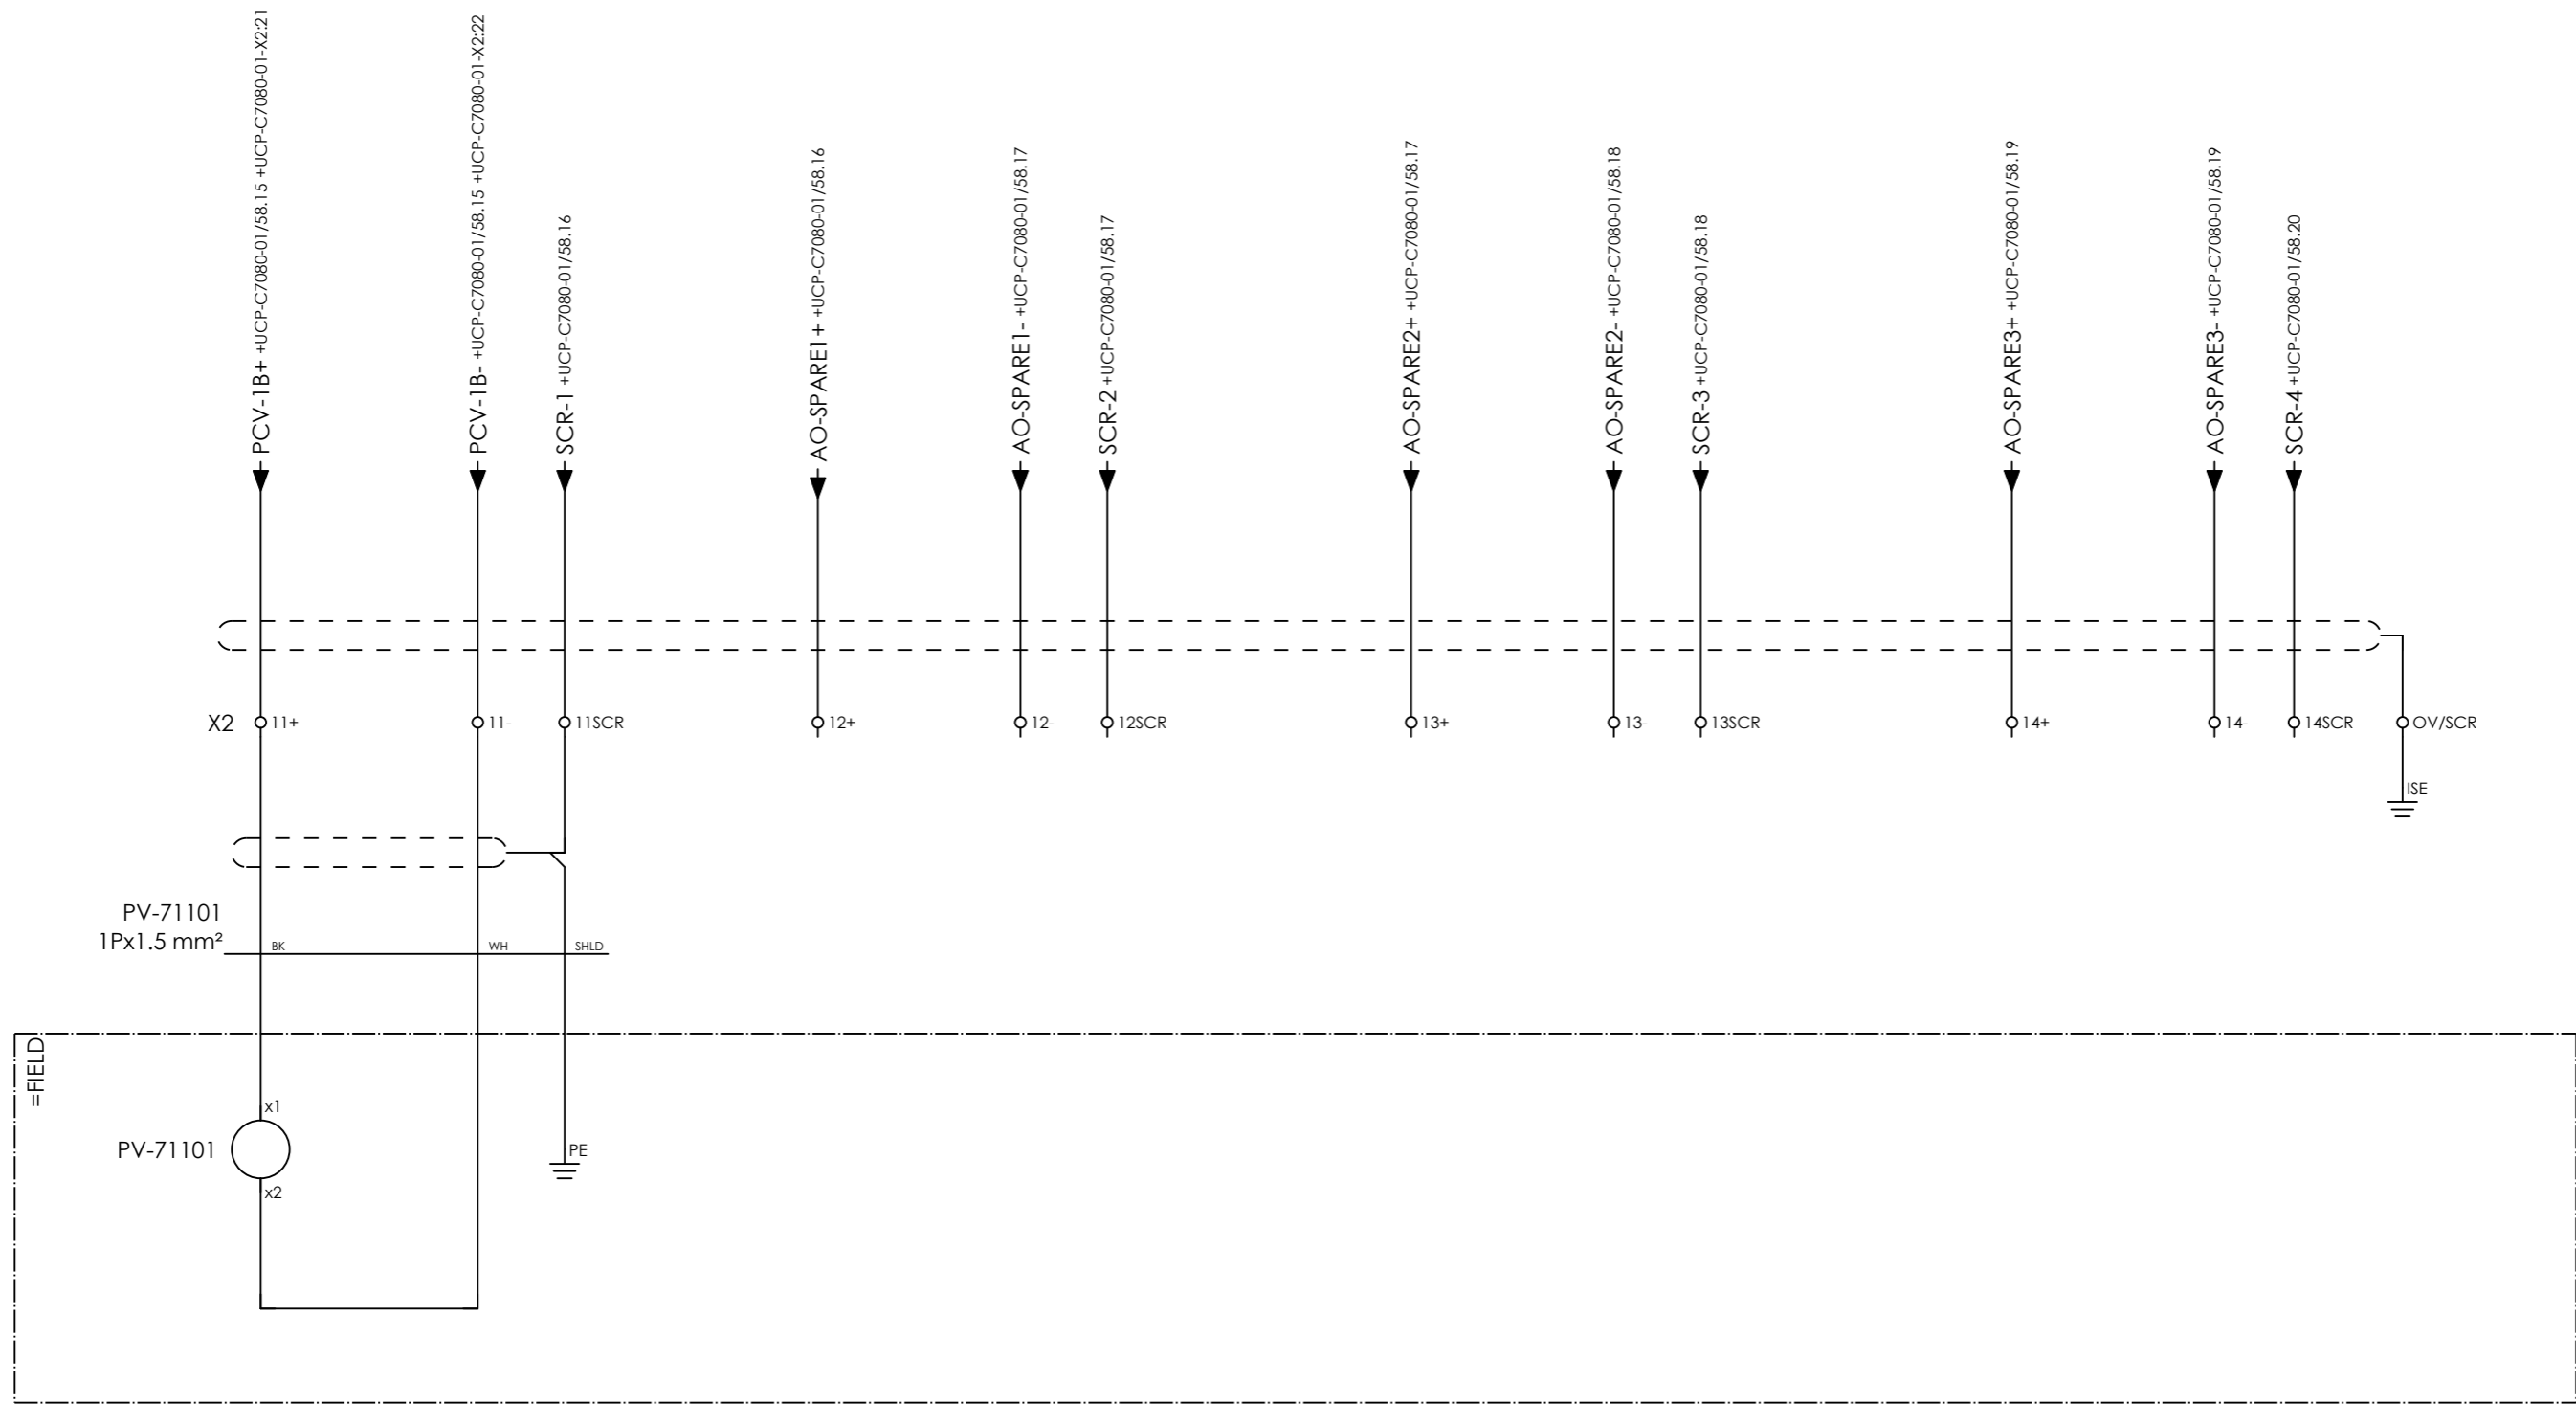 PCV-1B+ +UCP-C7080-01/58.15 +UCP-C7080-01-X2:21
PCV-1B- +UCP-C7080-01/58.15 +UCP-C7080-01-X2:22
SCR-1 +UCP-C7080-01/58.16
AO-SPARE1+ +UCP-C7080-01/58.16
AO-SPARE1- +UCP-C7080-01/58.17
SCR-2 +UCP-C7080-01/58.17
AO-SPARE2+ +UCP-C7080-01/58.17
AO-SPARE2- +UCP-C7080-01/58.18
SCR-3 +UCP-C7080-01/58.18
AO-SPARE3+ +UCP-C7080-01/58.19
AO-SPARE3- +UCP-C7080-01/58.19
SCR-4 +UCP-C7080-01/58.20
X2
11+
11-
11SCR
12+
12-
12SCR
13+
13-
13SCR
14+
14-
14SCR
OV/SCR
ISE
PV-71101
1Px1.5 mm²
BK
WH
SHLD
=FIELD
x1
PV-71101
x2
PE